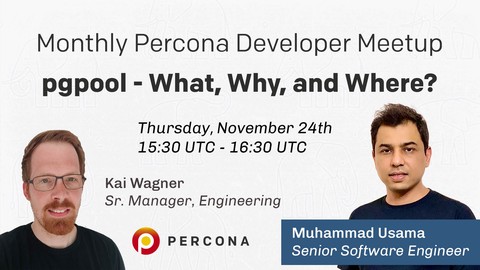 Monthly Percona Developer Meetup
pgpool - What, Why, and Where?
Thursday, November 24th
15:30 UTC - 16:30 UTC
Kai Wagner
Sr. Manager, Engineering
PERCONA
Muhammad Usama
Senior Software Engineer